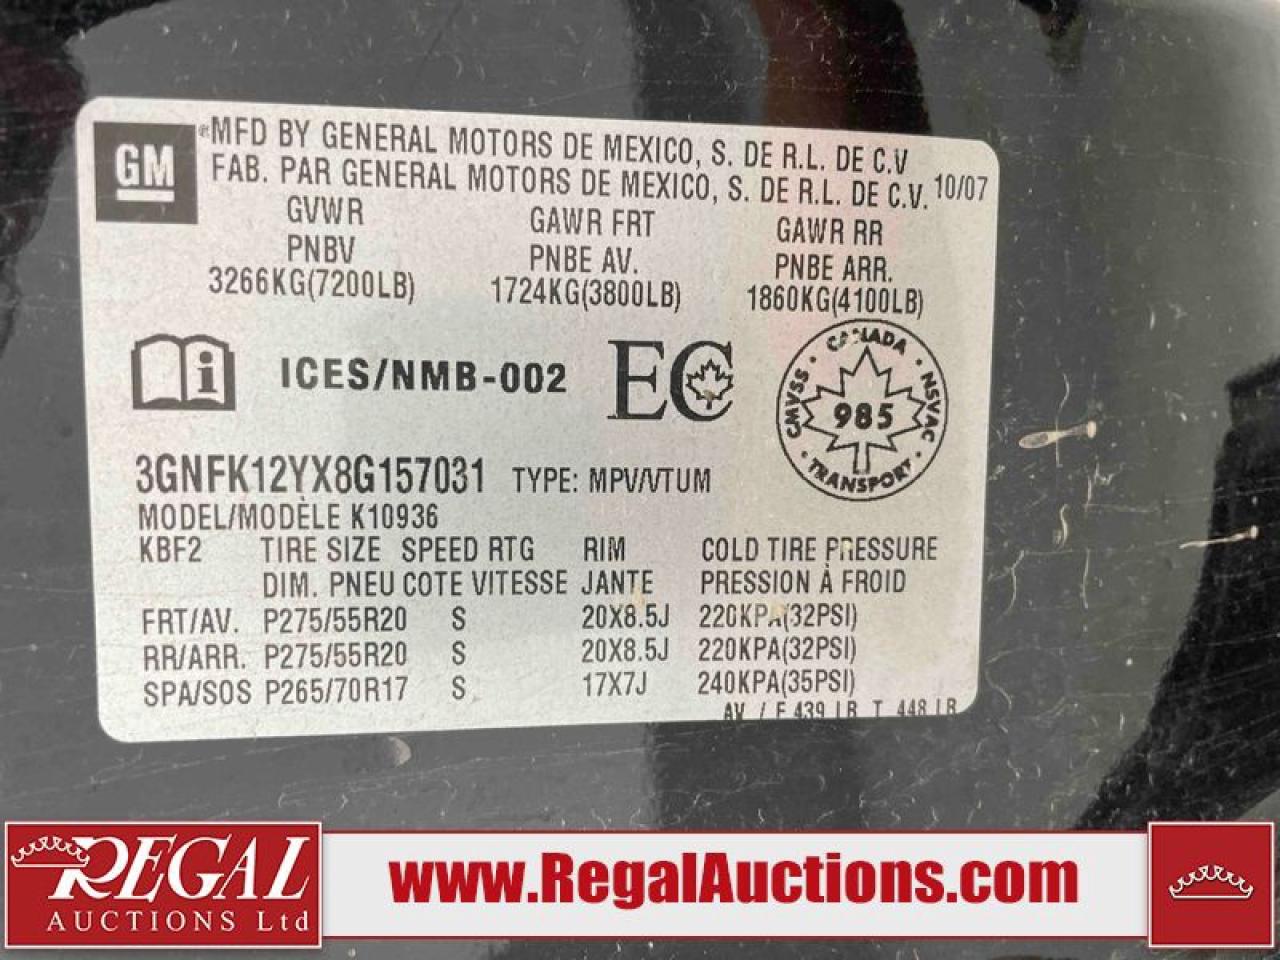 GM
®MFD BY GENERAL MOTORS DE MEXICO, S. DE R.L. DE C.V
FAB. PAR GENERAL MOTORS DE MEXICO, S. DE R.L. DE C.V. 10/07
GVWR GAWR FRT GAWR RR
PNBV PNBE AV. PNBE ARR.
3266KG(7200LB) 1724KG(3800LB) 1860KG(4100LB)
i ICES/NMB-002 EC
CANADA
CMVSS 985 NSVAC
TRANSPORT
3GNFK12YX8G157031 TYPE: MPV/VTUM
MODEL/MODÈLE K10936
KBF2 TIRE SIZE SPEED RTG RIM COLD TIRE PRESSURE
DIM. PNEU COTE VITESSE JANTE PRESSION À FROID
FRT/AV. P275/55R20 S 20X8.5J 220KPA(32PSI)
RR/ARR. P275/55R20 S 20X8.5J 220KPA(32PSI)
SPA/SOS P265/70R17 S 17X7J 240KPA(35PSI)
AV / F 439 LB T 448 LB
REGAL
AUCTIONS Ltd
www.RegalAuctions.com